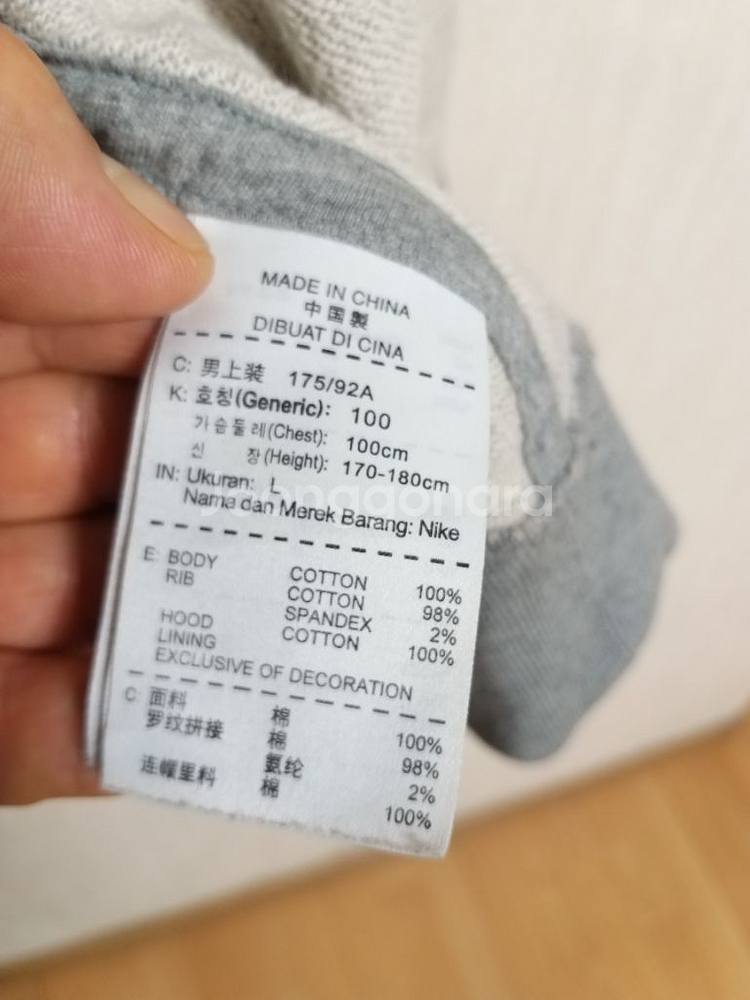 MADE IN CHINA
中国製
DIBUAT DI CINA
C: 男上装 175/92A
K: 호칭(Generic): 100
가슴둘레(Chest): 100cm
신 장(Height): 170-180cm
IN: Ukuran: L
Nama dan Merek Barang: Nike
joonggonara
E: BODY COTTON 100%
RIB COTTON 98%
SPANDEX 2%
HOOD LINING COTTON 100%
EXCLUSIVE OF DECORATION
C: 面料 棉 100%
罗纹拼接 棉 98%
氨纶 2%
连帽里料 棉 100%